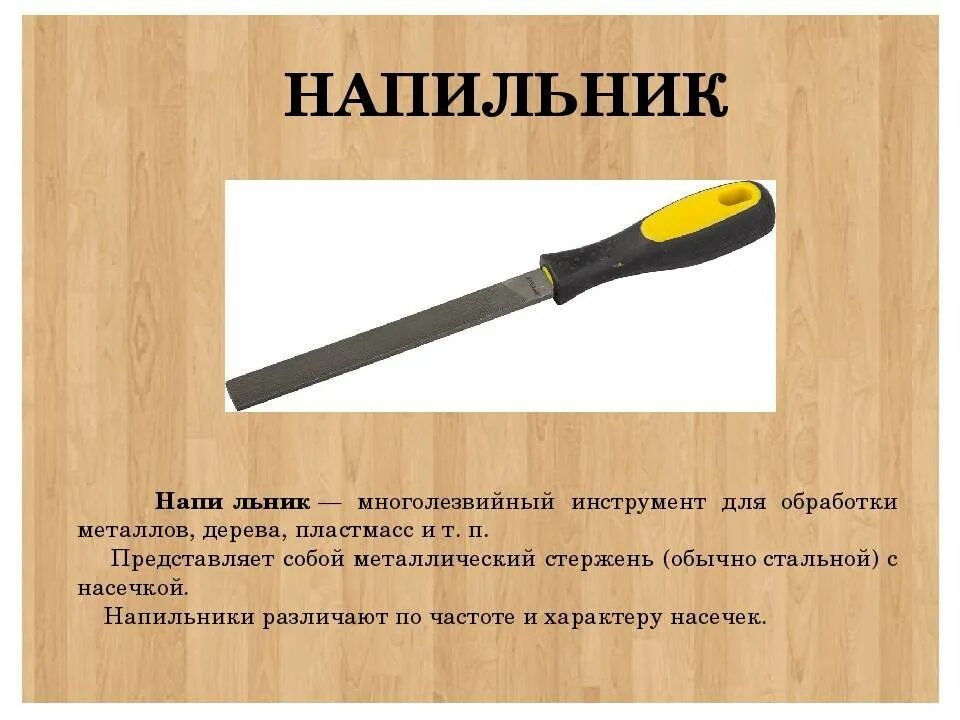 НАПИЛЬНИК
Напи льник — многолезвийный инструмент для обработки
металлов, дерева, пластмасс и т. п.
Представляет собой металлический стержень (обычно стальной) с
насечкой.
Напильники различают по частоте и характеру насечек.